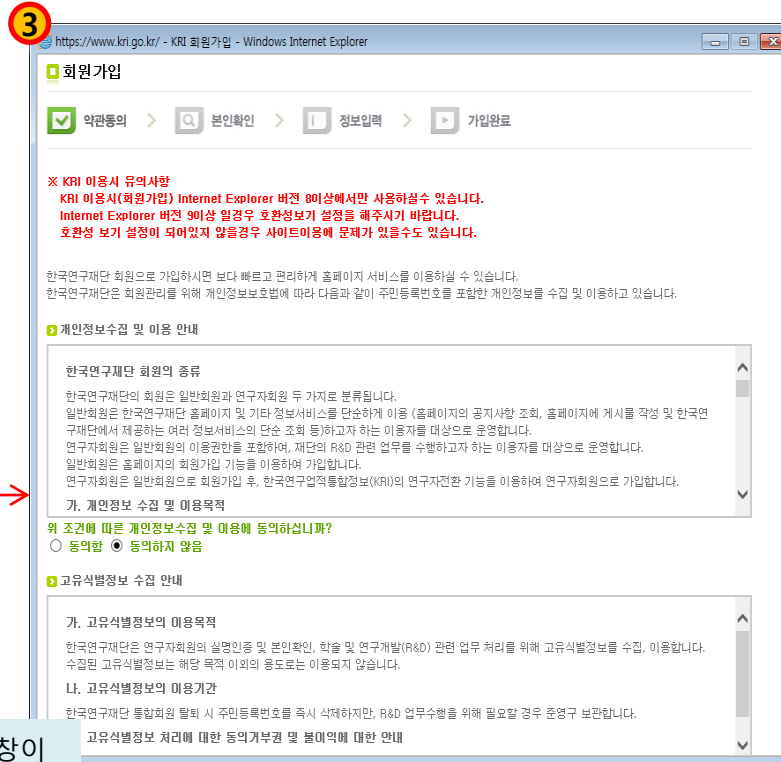 3
https://www.kri.go.kr/ - KRI 회원가입 - Windows Internet Explorer
회원가입
약관동의
본인확인
정보입력
가입완료
※ KRI 이용시 유의사항
KRI 이용시(회원가입) Internet Explorer 버전 8이상에서만 사용하실수 있습니다.
Internet Explorer 버전 9이상 일경우 호환성보기 설정을 해주시기 바랍니다.
호환성 보기 설정이 되어있지 않을경우 사이트이용에 문제가 있을수도 있습니다.
한국연구재단 회원으로 가입하시면 보다 빠르고 편리하게 홈페이지 서비스를 이용하실 수 있습니다.
한국연구재단은 회원관리를 위해 개인정보보호법에 따라 다음과 같이 주민등록번호를 포함한 개인정보를 수집 및 이용하고 있습니다.
개인정보수집 및 이용 안내
한국연구재단 회원의 종류
한국연구재단의 회원은 일반회원과 연구자회원 두 가지로 분류됩니다.
일반회원은 한국연구재단 홈페이지 및 기타 정보서비스를 단순하게 이용 (홈페이지의 공지사항 조회, 홈페이지에 게시물 작성 및 한국연
구재단에서 제공하는 여러 정보서비스의 단순 조회 등)하고자 하는 이용자를 대상으로 운영합니다.
연구자회원은 일반회원의 이용권한을 포함하여, 재단의 R&D 관련 업무를 수행하고자 하는 이용자를 대상으로 운영합니다.
일반회원은 홈페이지의 회원가입 기능을 이용하여 가입합니다.
연구자회원은 일반회원으로 회원가입 후, 한국연구업적통합정보(KRI)의 연구자전환 기능을 이용하여 연구자회원으로 가입합니다.
가. 개인정보 수집 및 이용목적
위 조건에 따른 개인정보수집 및 이용에 동의하십니까?
동의함 동의하지 않음
고유식별정보 수집 안내
가. 고유식별정보의 이용목적
한국연구재단은 연구자회원의 실명인증 및 본인확인, 학술 및 연구개발(R&D) 관련 업무 처리를 위해 고유식별정보를 수집, 이용합니다.
수집된 고유식별정보는 해당 목적 이외의 용도로는 이용되지 않습니다.
나. 고유식별정보의 이용기간
한국연구재단 통합회원 탈퇴 시 주민등록번호를 즉시 삭제하지만, R&D 업무수행을 위해 필요할 경우 준영구 보관합니다.
고유식별정보 처리에 대한 동의거부권 및 불이익에 대한 안내
창이